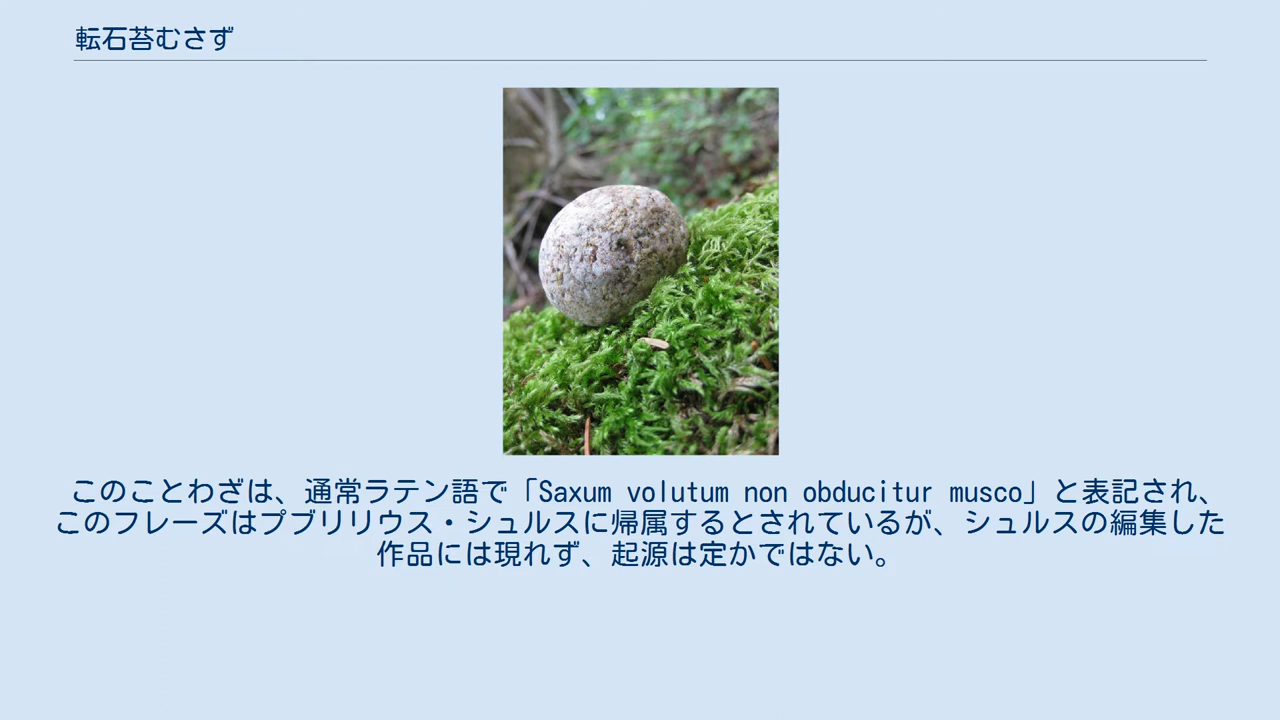 転石苔むさず
このことわざは、通常ラテン語で「Saxum volutum non obducitur musco」と表記され、
このフレーズはプブリリウス・シュルスに帰属するとされているが、シュルスの編集した
作品には現れず、起源は定かではない。